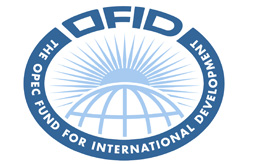 OFID
THE OPEC FUND FOR INTERNATIONAL DEVELOPMENT